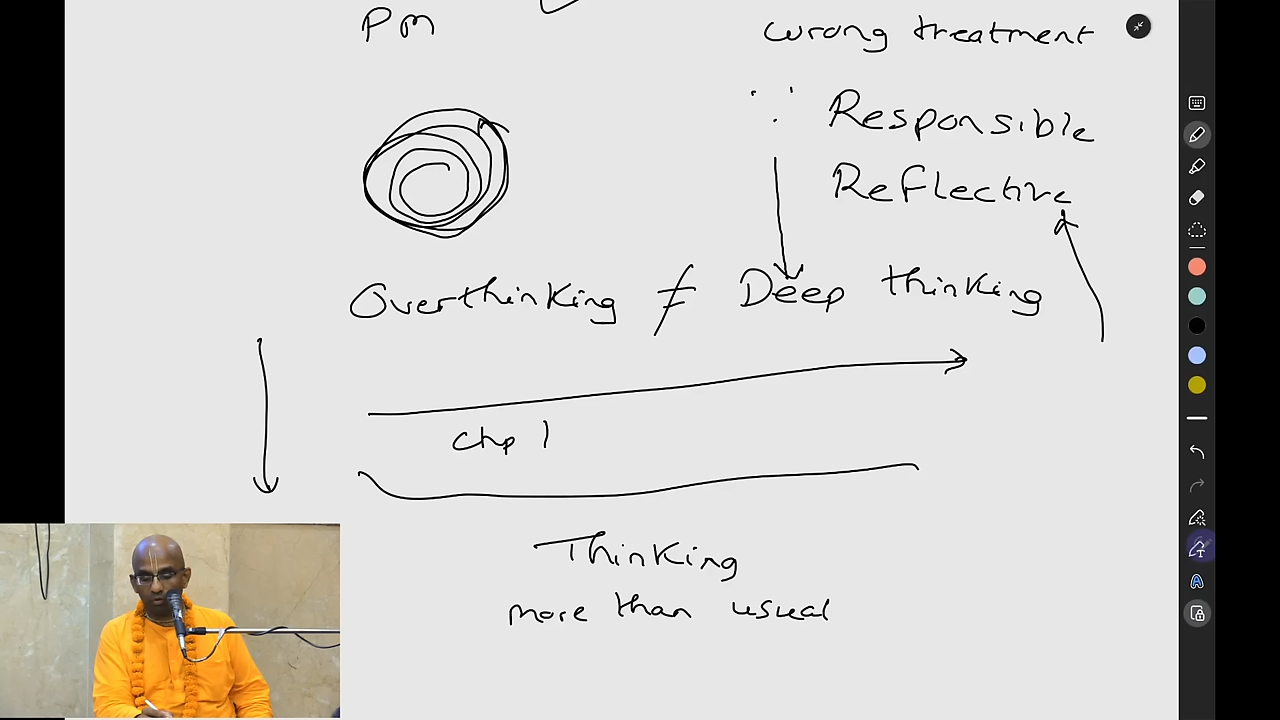 PM
wrong treatment
Responsible
Reflective
Overthinking ≠ Deep thinking
Chp 1
Thinking
more than usual